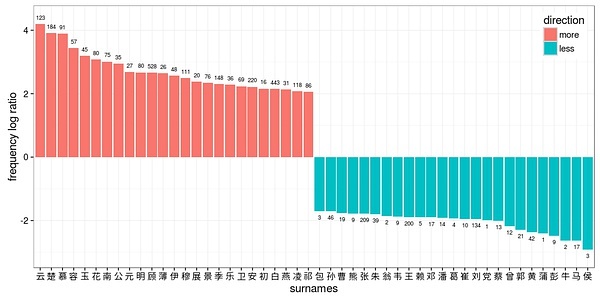 direction
more
less
frequency log ratio
4
2
0
-2
123 184 91 57 45 80 75 35 27 80 528 26 48 111 20 76 148 36 69 220 16 443 31 118 86
3 46 19 9 209 39 2 9 200 5 17 14 4 10 134 1 13 12 21 42 1 9 2 17 3
云 楚 慕 容 玉 花 南 公 元 明 顾 薄 伊 穆 展 景 季 乐 卫 安 初 白 燕 凌 祁 包 孙 曹 熊 张 朱 翁 韦 王 赖 邓 潘 葛 崔 刘 党 蔡 曾 郭 黄 蒲 彭 牛 马 侯
surnames